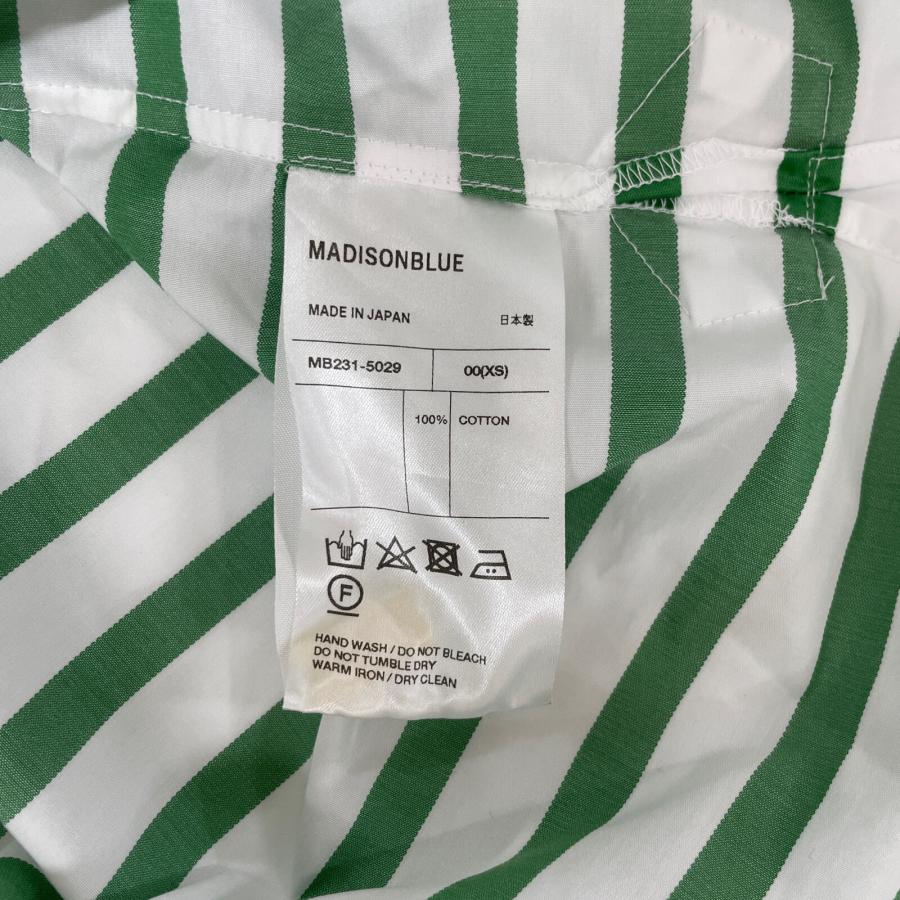 MADISONBLUE
MADE IN JAPAN 日本製
MB231-5029 00(XS)
100% COTTON
F
HAND WASH / DO NOT BLEACH
DO NOT TUMBLE DRY
WARM IRON / DRY CLEAN